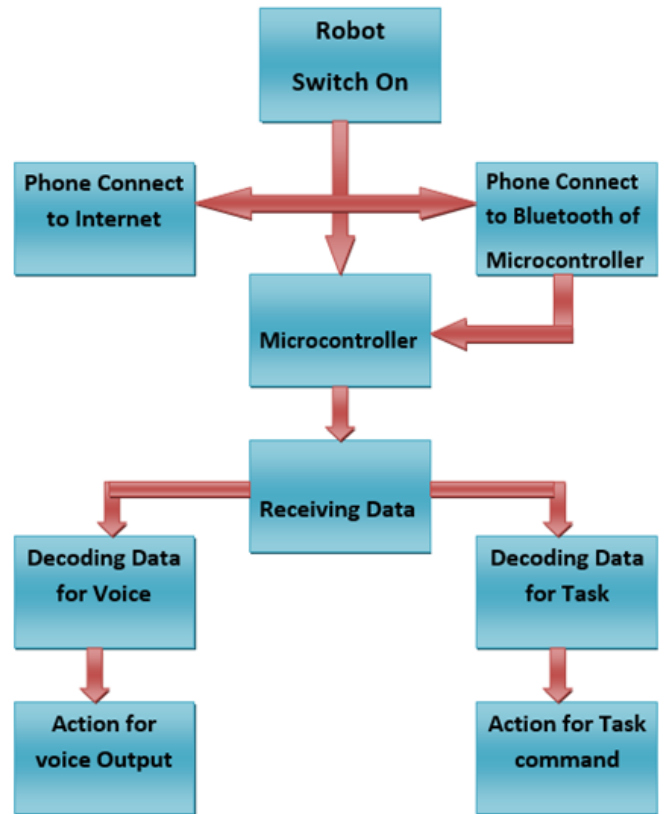 Robot
Switch On
Phone Connect
to Internet
Phone Connect
to Bluetooth of
Microcontroller
Microcontroller
Receiving Data
Decoding Data
for Voice
Decoding Data
for Task
Action for
voice Output
Action for Task
command